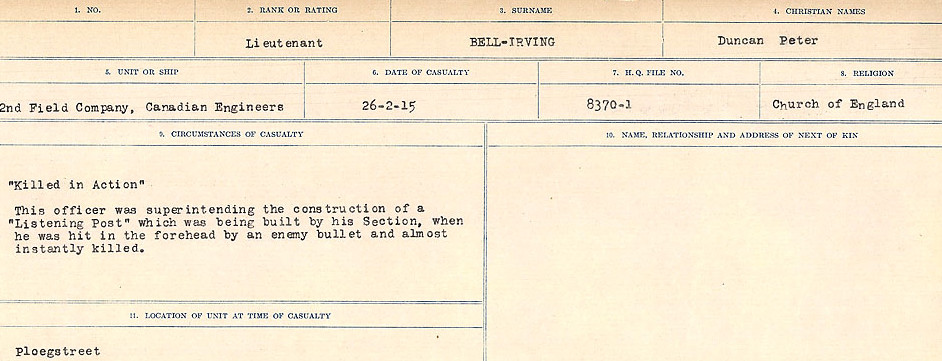 1. NO. 2. RANK OR RATING 3. SURNAME 4. CHRISTIAN NAMES
Lieutenant BELL-IRVING Duncan Peter
5. UNIT OR SHIP 6. DATE OF CASUALTY 7. H. Q. FILE NO. 8. RELIGION
2nd Field Company, Canadian Engineers 26-2-15 8370-1 Church of England
9. CIRCUMSTANCES OF CASUALTY
"Killed in Action"
This officer was superintending the construction of a
"Listening Post" which was being built by his Section, when
he was hit in the forehead by an enemy bullet and almost
instantly killed.
10. NAME, RELATIONSHIP AND ADDRESS OF NEXT OF KIN
11. LOCATION OF UNIT AT TIME OF CASUALTY
Ploegstreet